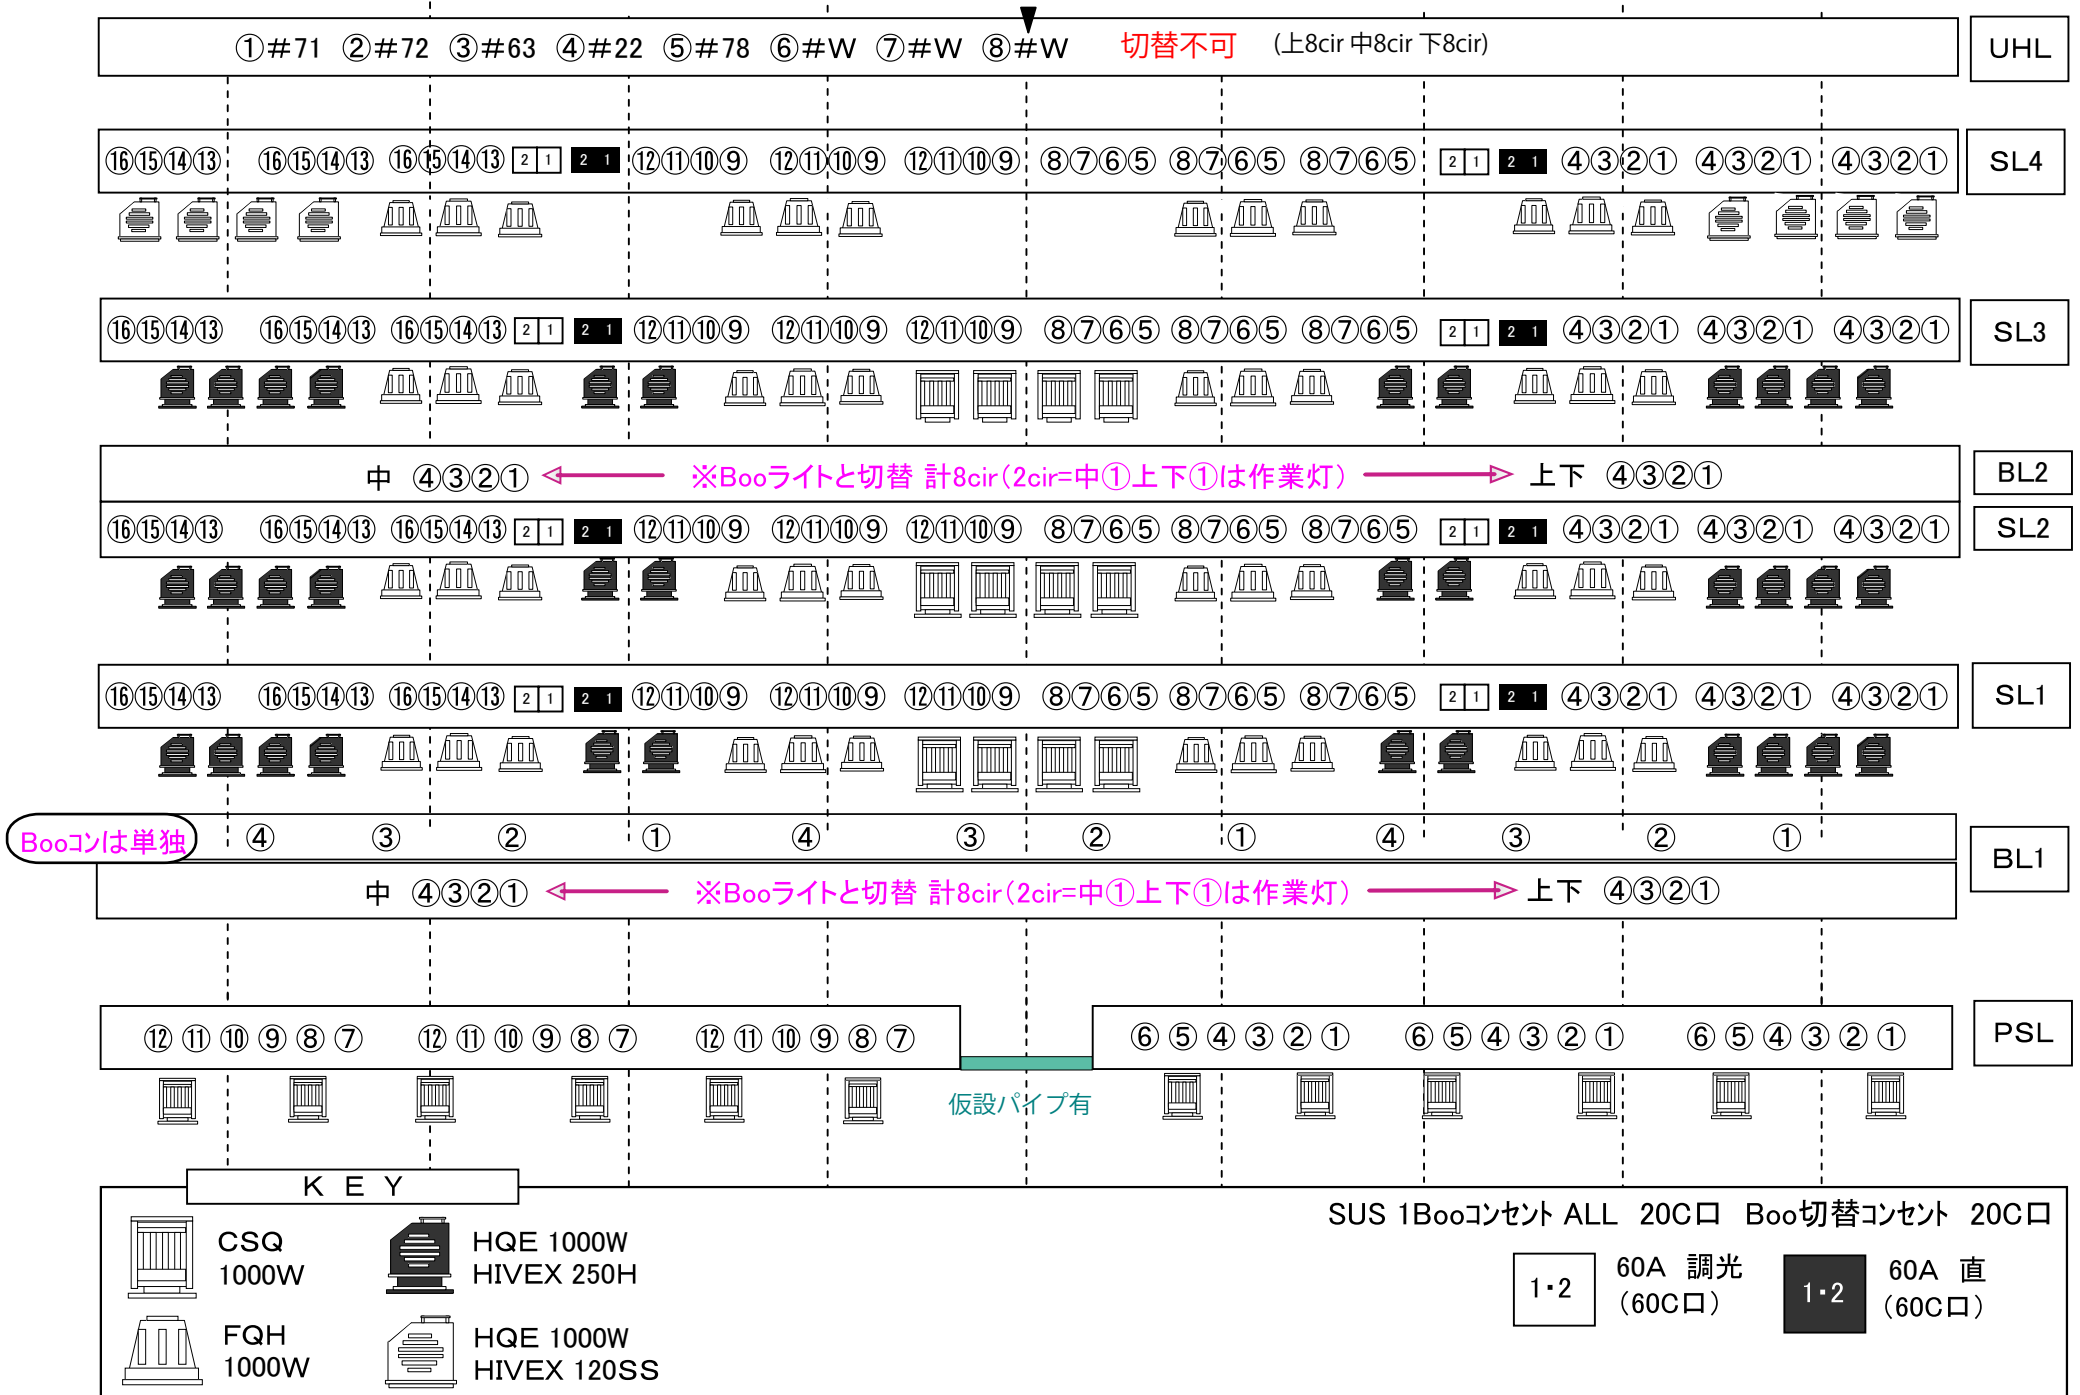 ①#71 ②#72 ③#63 ④#22 ⑤#78 ⑥#W ⑦#W ⑧#W 切替不可 (上8cir 中8cir 下8cir) UHL
⑯⑮⑭⑬ ⑯⑮⑭⑬ ⑯⑮⑭⑬ 2 1 2 1 ⑫⑪⑩⑨ ⑫⑪⑩⑨ ⑫⑪⑩⑨ ⑧⑦⑥⑤ ⑧⑦⑥⑤ ⑧⑦⑥⑤ 2 1 2 1 ④③②① ④③②① ④③②① SL4
⑯⑮⑭⑬ ⑯⑮⑭⑬ ⑯⑮⑭⑬ 2 1 2 1 ⑫⑪⑩⑨ ⑫⑪⑩⑨ ⑫⑪⑩⑨ ⑧⑦⑥⑤ ⑧⑦⑥⑤ ⑧⑦⑥⑤ 2 1 2 1 ④③②① ④③②① ④③②① SL3
中 ④③②① ※Booライトと切替 計8cir(2cir=中①上下①は作業灯) 上下 ④③②① BL2
⑯⑮⑭⑬ ⑯⑮⑭⑬ ⑯⑮⑭⑬ 2 1 2 1 ⑫⑪⑩⑨ ⑫⑪⑩⑨ ⑫⑪⑩⑨ ⑧⑦⑥⑤ ⑧⑦⑥⑤ ⑧⑦⑥⑤ 2 1 2 1 ④③②① ④③②① ④③②① SL2
⑯⑮⑭⑬ ⑯⑮⑭⑬ ⑯⑮⑭⑬ 2 1 2 1 ⑫⑪⑩⑨ ⑫⑪⑩⑨ ⑫⑪⑩⑨ ⑧⑦⑥⑤ ⑧⑦⑥⑤ ⑧⑦⑥⑤ 2 1 2 1 ④③②① ④③②① ④③②① SL1
Booコンは単独 ④ ③ ② ① ④ ③ ② ① ④ ③ ② ① BL1
中 ④③②① ※Booライトと切替 計8cir(2cir=中①上下①は作業灯) 上下 ④③②①
⑫ ⑪ ⑩ ⑨ ⑧ ⑦ ⑫ ⑪ ⑩ ⑨ ⑧ ⑦ ⑫ ⑪ ⑩ ⑨ ⑧ ⑦ ⑥ ⑤ ④ ③ ② ① ⑥ ⑤ ④ ③ ② ① ⑥ ⑤ ④ ③ ② ① PSL
仮設パイプ有
KEY
SUS 1Booコンセント ALL 20C口 Boo切替コンセント 20C口
CSQ
1000W
HQE 1000W
HIVEX 250H
1・2
60A 調光
(60C口)
1・2
60A 直
(60C口)
FQH
1000W
HQE 1000W
HIVEX 120SS